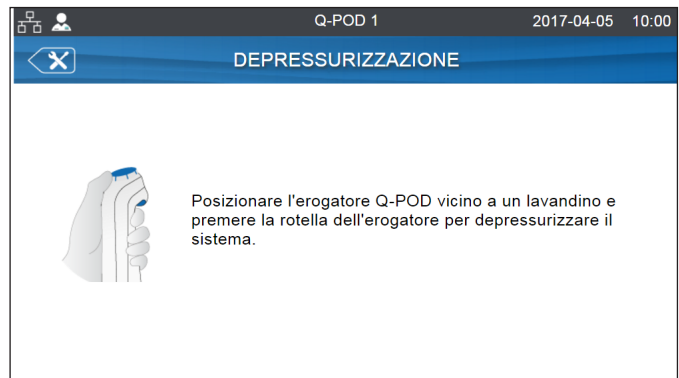 Q-POD 1 2017-04-05 10:00
DEPRESSURIZZAZIONE
Posizionare l'erogatore Q-POD vicino a un lavandino e
premere la rotella dell'erogatore per depressurizzare il
sistema.